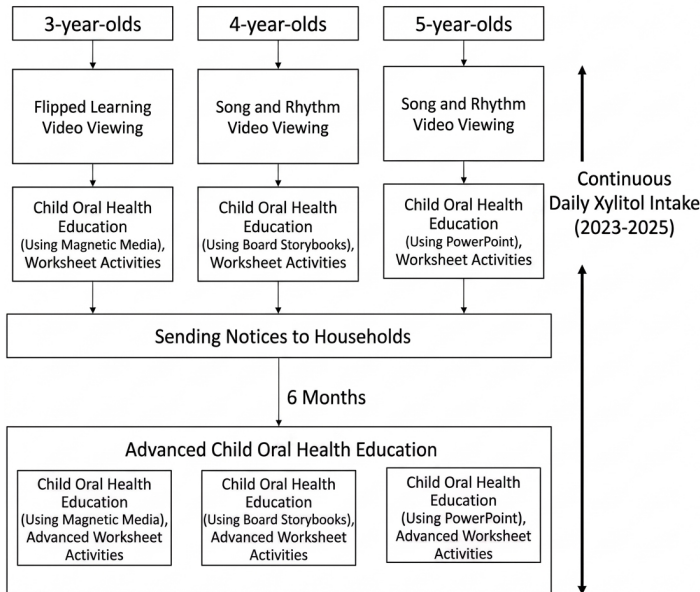 3-year-olds
4-year-olds
5-year-olds
Flipped Learning
Video Viewing
Song and Rhythm
Video Viewing
Song and Rhythm
Video Viewing
Child Oral Health
Education
(Using Magnetic Media),
Worksheet Activities
Child Oral Health
Education
(Using Board Storybooks),
Worksheet Activities
Child Oral Health
Education
(Using PowerPoint),
Worksheet Activities
Continuous
Daily Xylitol Intake
(2023-2025)
Sending Notices to Households
6 Months
Advanced Child Oral Health Education
Child Oral Health
Education
(Using Magnetic Media),
Advanced Worksheet
Activities
Child Oral Health
Education
(Using Board Storybooks),
Advanced Worksheet
Activities
Child Oral Health
Education
(Using PowerPoint),
Advanced Worksheet
Activities